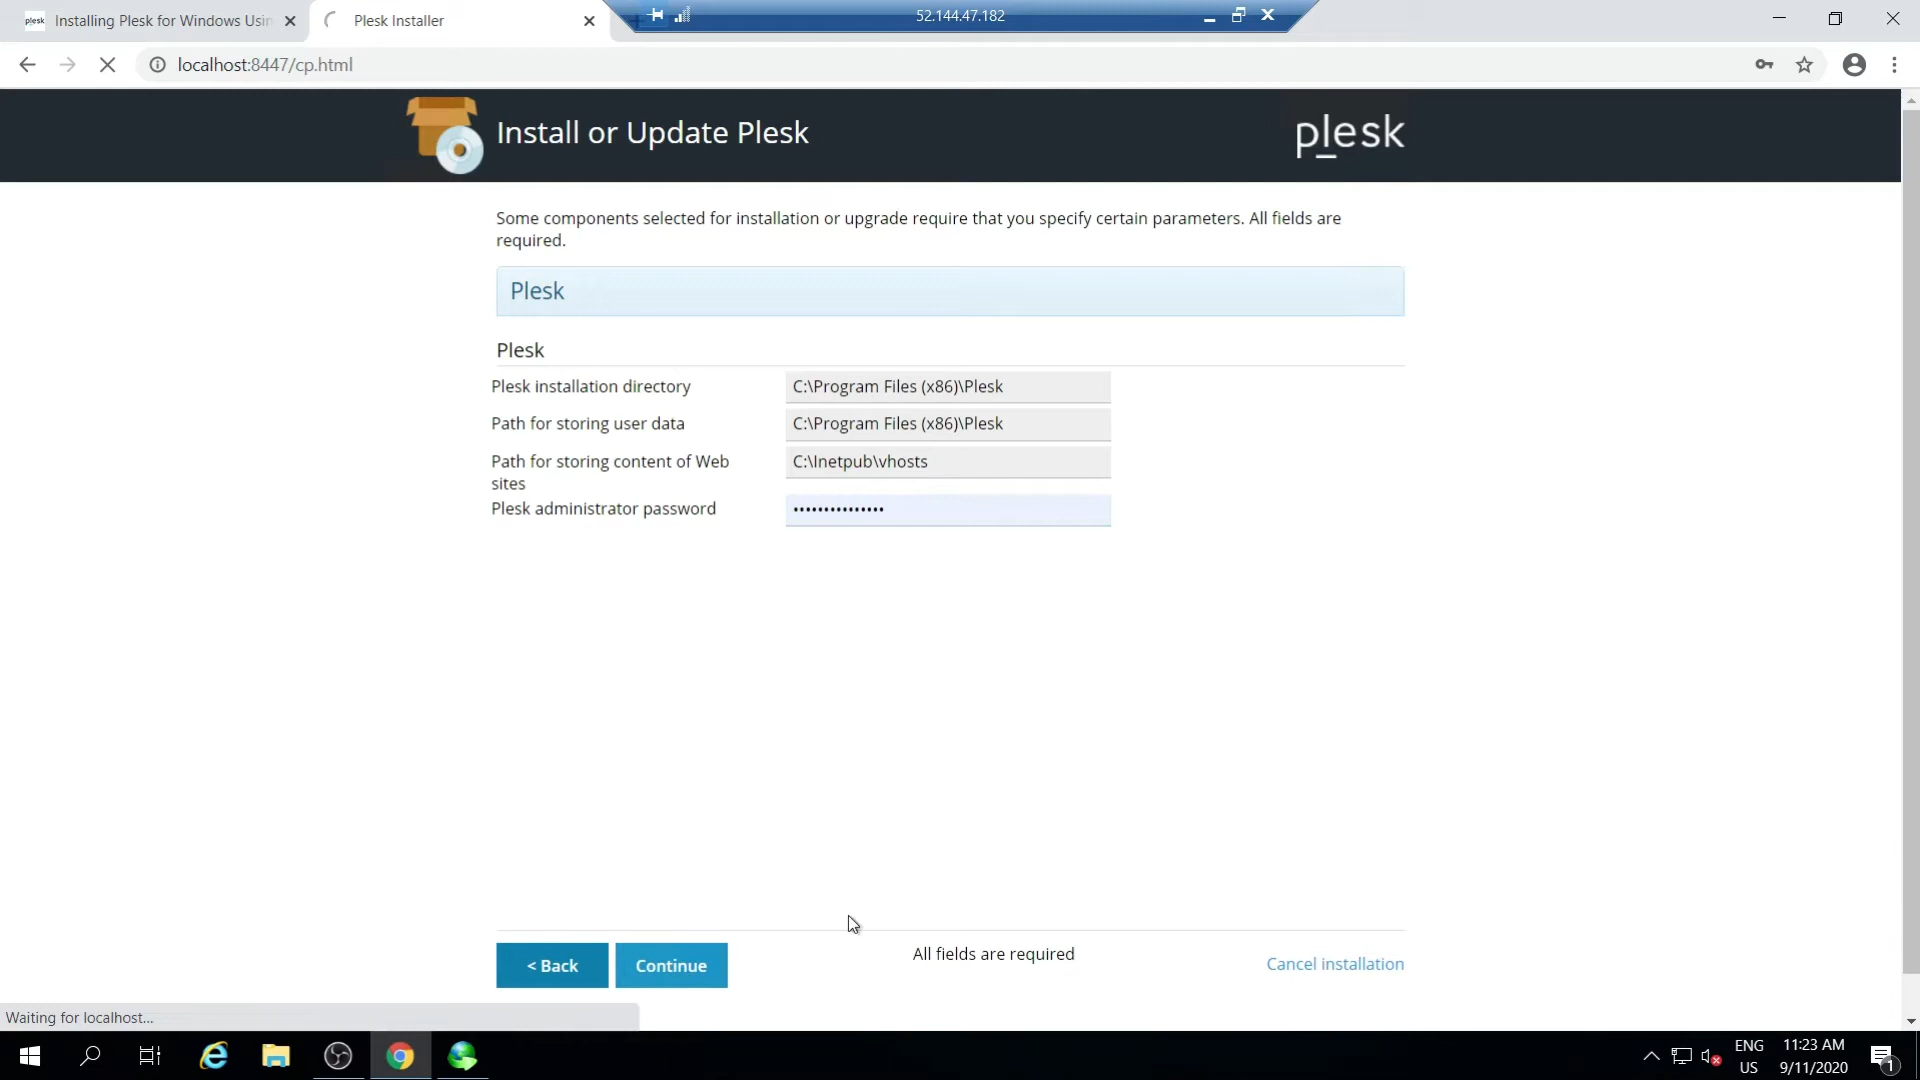 plesk
Installing Plesk for Windows Usin
Plesk Installer
52.144.47.182
localhost:8447/cp.html
Install or Update Plesk
plesk
Some components selected for installation or upgrade require that you specify certain parameters. All fields are
required.
Plesk
Plesk
Plesk installation directory
C:\Program Files (x86)\Plesk
Path for storing user data
C:\Program Files (x86)\Plesk
Path for storing content of Web
sites
C:\Inetpub\vhosts
Plesk administrator password
•••••••••••••••
< Back
Continue
All fields are required
Cancel installation
Waiting for localhost...
ENG
US
11:23 AM
9/11/2020
1